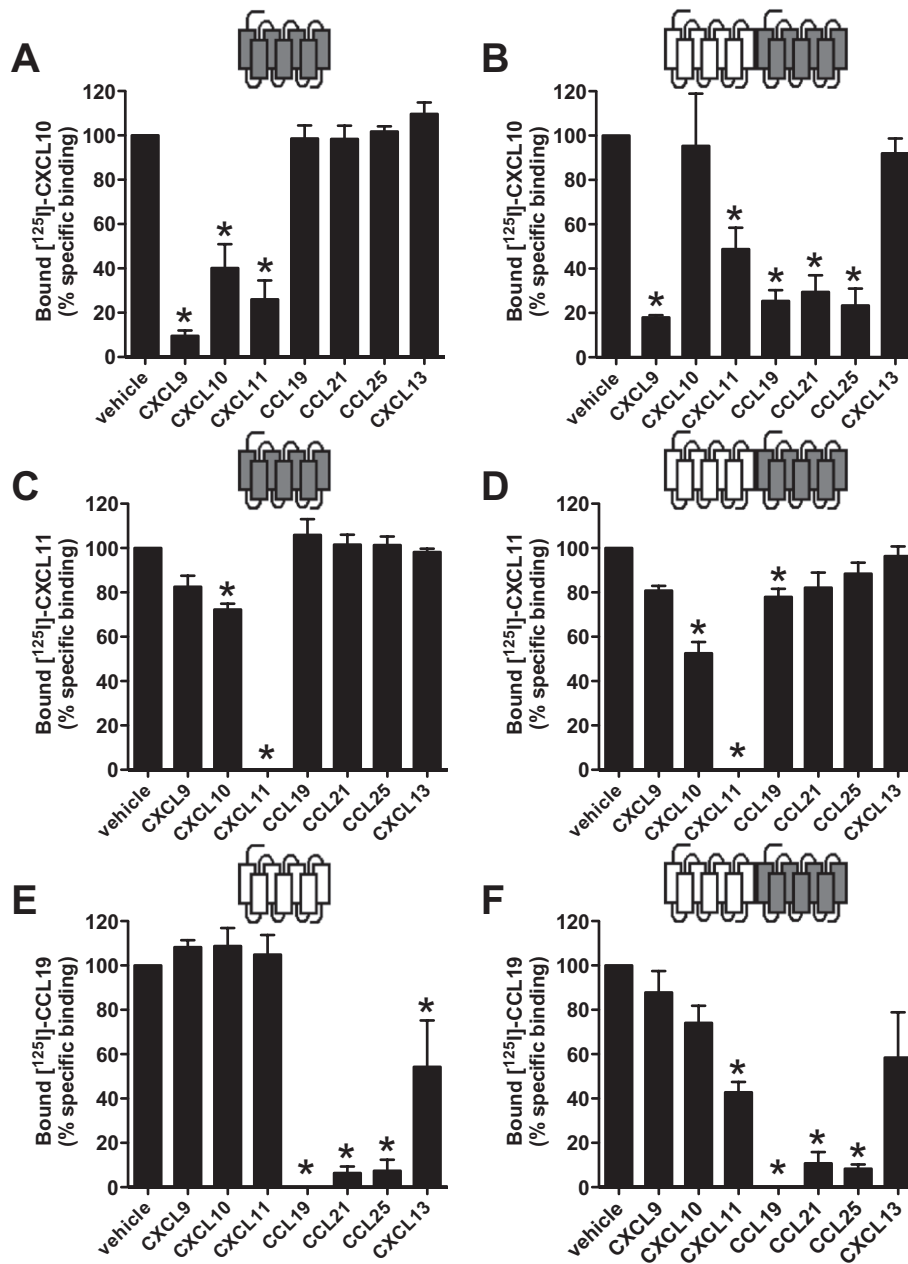 A
B
Bound [¹²⁵I]-CXCL10
(% specific binding)
120
100
80
60
40
20
0
*
*
*
vehicle
CXCL9
CXCL10
CXCL11
CCL19
CCL21
CCL25
CXCL13
Bound [¹²⁵I]-CXCL10
(% specific binding)
120
100
80
60
40
20
0
*
*
*
*
*
vehicle
CXCL9
CXCL10
CXCL11
CCL19
CCL21
CCL25
CXCL13
C
D
Bound [¹²⁵I]-CXCL11
(% specific binding)
120
100
80
60
40
20
0
*
*
vehicle
CXCL9
CXCL10
CXCL11
CCL19
CCL21
CCL25
CXCL13
Bound [¹²⁵I]-CXCL11
(% specific binding)
120
100
80
60
40
20
0
*
*
*
vehicle
CXCL9
CXCL10
CXCL11
CCL19
CCL21
CCL25
CXCL13
E
F
Bound [¹²⁵I]-CCL19
(% specific binding)
120
100
80
60
40
20
0
*
*
*
*
vehicle
CXCL9
CXCL10
CXCL11
CCL19
CCL21
CCL25
CXCL13
Bound [¹²⁵I]-CCL19
(% specific binding)
120
100
80
60
40
20
0
*
*
*
*
vehicle
CXCL9
CXCL10
CXCL11
CCL19
CCL21
CCL25
CXCL13